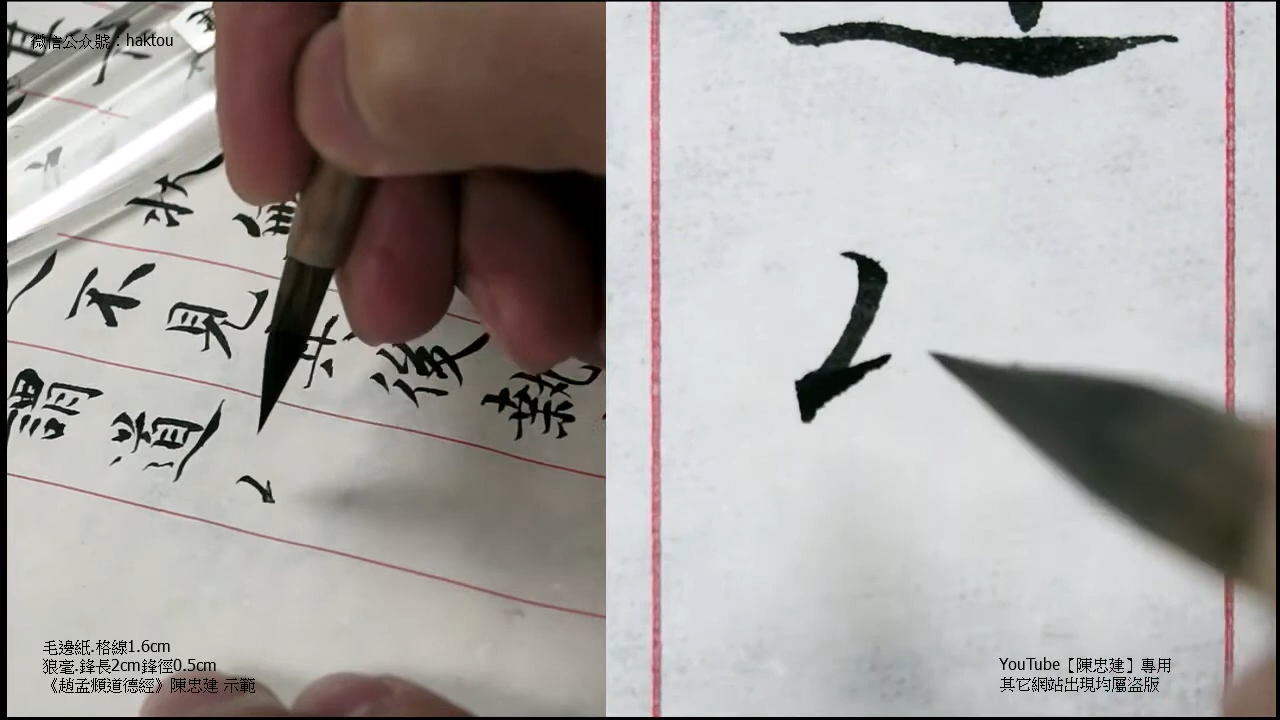 微信公众號：haktou
狀
不見其後執
謂道
毛邊紙.格線1.6cm
狼毫.鋒長2cm鋒徑0.5cm
《趙孟頫道德經》陳忠建 示範
YouTube［陳忠建］專用
其它網站出現均屬盜版